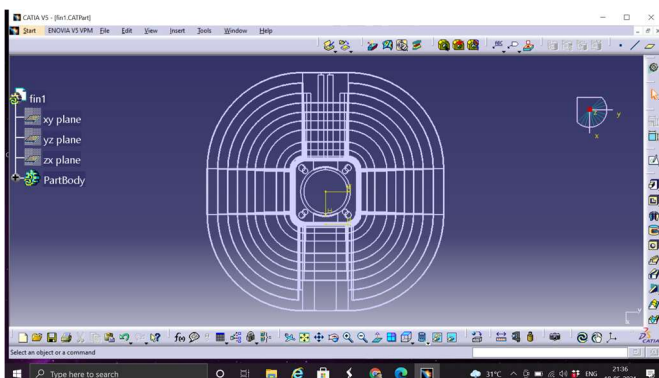 CATIA V5 - [fin1.CATPart]
Start ENOVIA V5 VPM File Edit View Insert Tools Window Help
fin1
xy plane
yz plane
zx plane
PartBody
y
z
x
Select an object or a command
CATIA
Type here to search
31°C
ENG
21:36